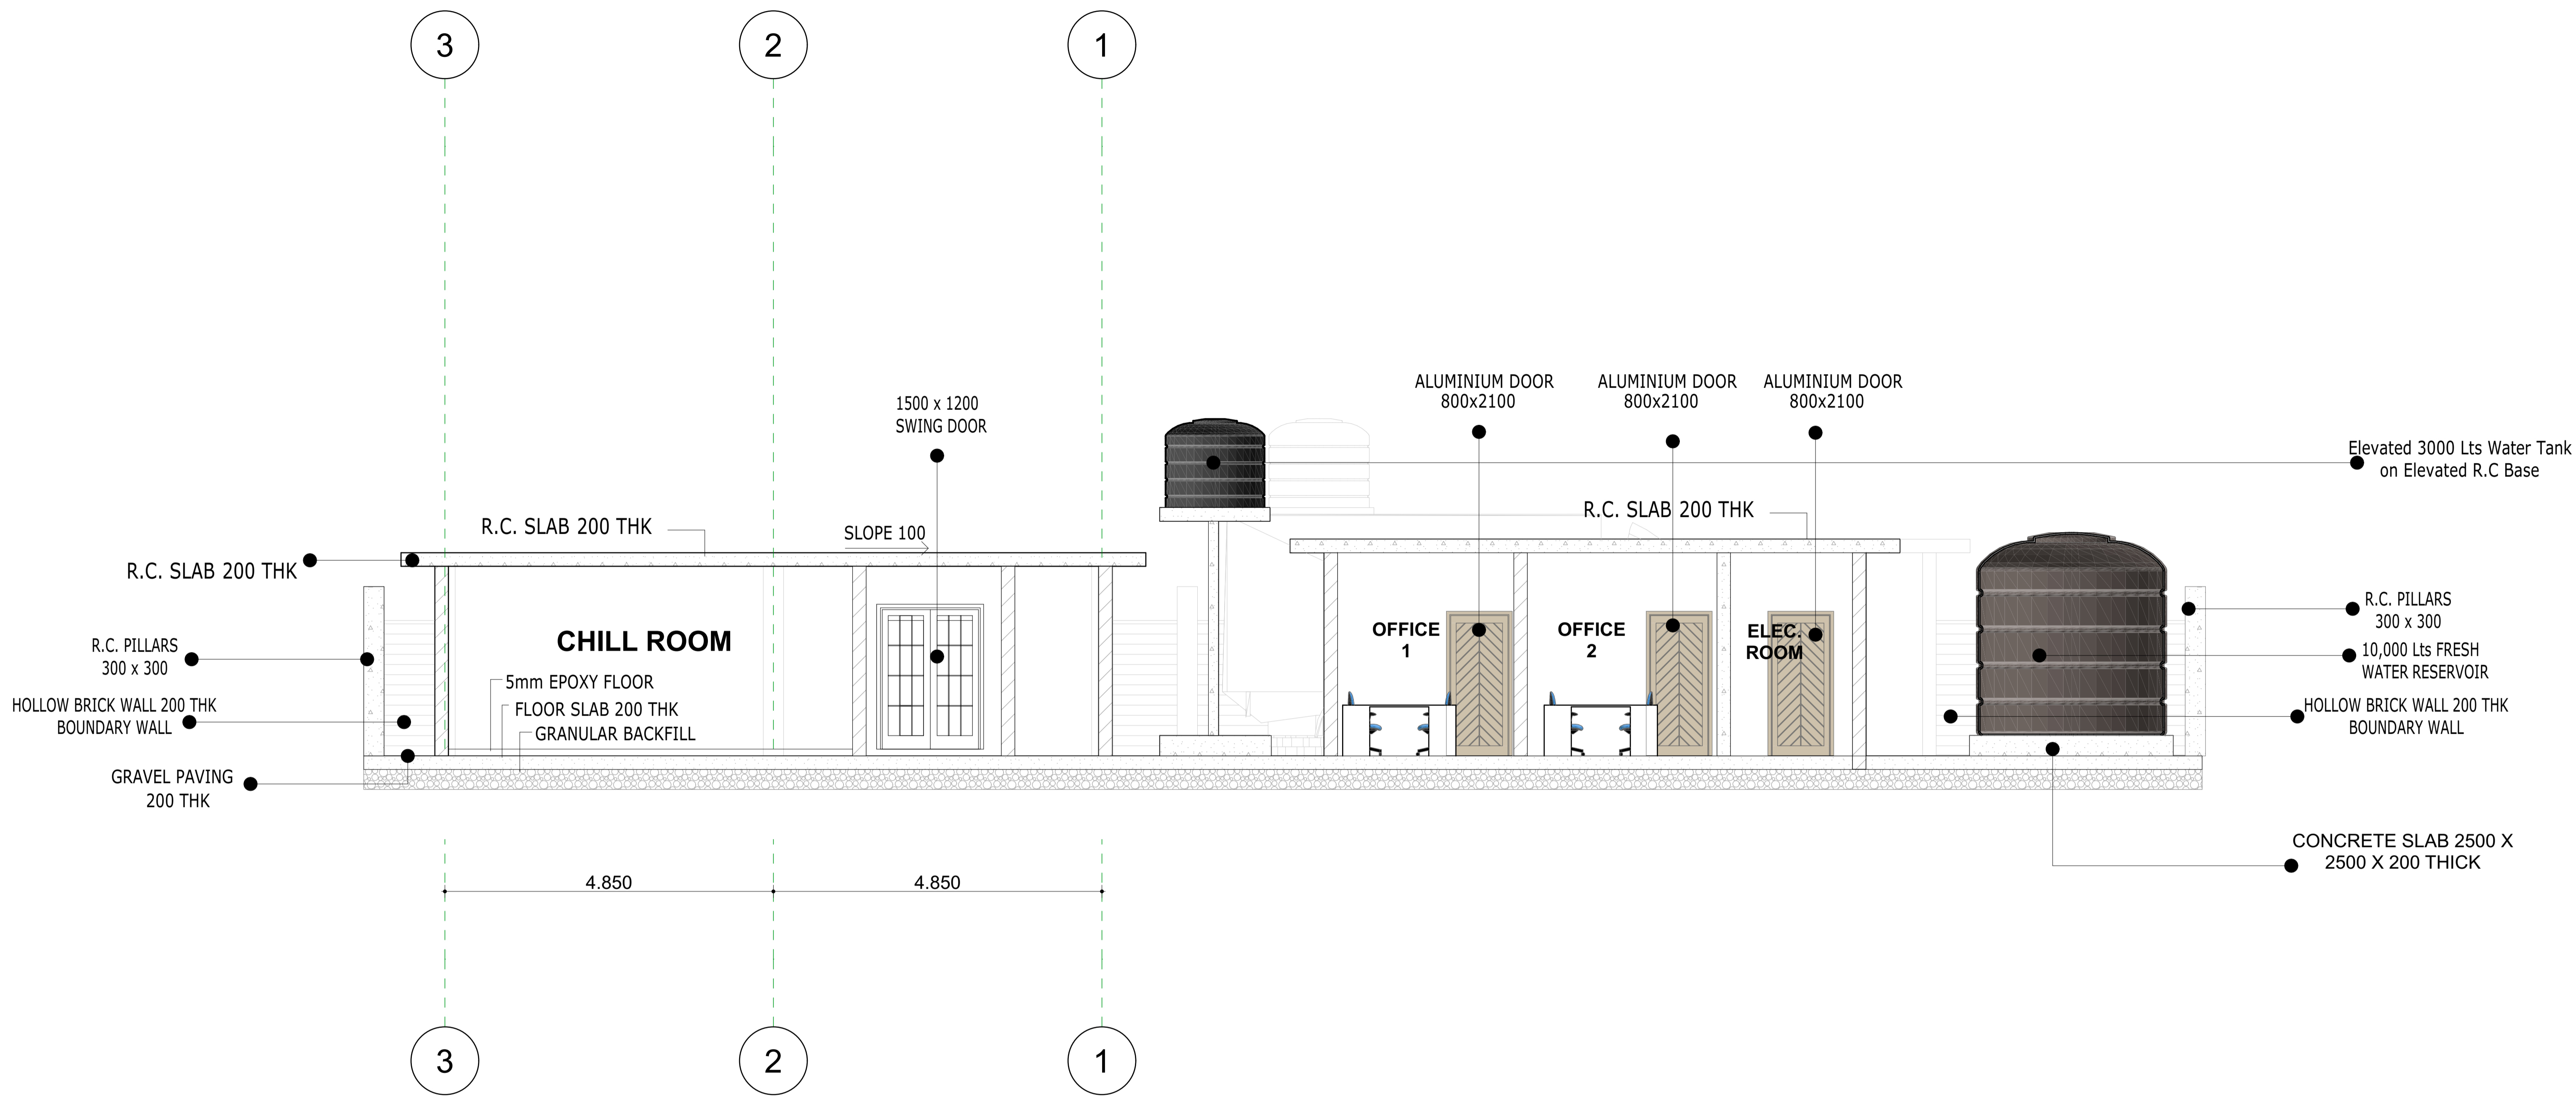 3
2
1
ALUMINIUM DOOR
800x2100
ALUMINIUM DOOR
800x2100
ALUMINIUM DOOR
800x2100
1500 x 1200
SWING DOOR
Elevated 3000 Lts Water Tank
on Elevated R.C Base
R.C. SLAB 200 THK
R.C. SLAB 200 THK
SLOPE 100
R.C. SLAB 200 THK
R.C. PILLARS
300 x 300
CHILL ROOM
OFFICE
1
OFFICE
2
ELEC.
ROOM
R.C. PILLARS
300 x 300
10,000 Lts FRESH
WATER RESERVOIR
5mm EPOXY FLOOR
FLOOR SLAB 200 THK
GRANULAR BACKFILL
HOLLOW BRICK WALL 200 THK
BOUNDARY WALL
HOLLOW BRICK WALL 200 THK
BOUNDARY WALL
GRAVEL PAVING
200 THK
CONCRETE SLAB 2500 X
2500 X 200 THICK
4.850
4.850
3
2
1